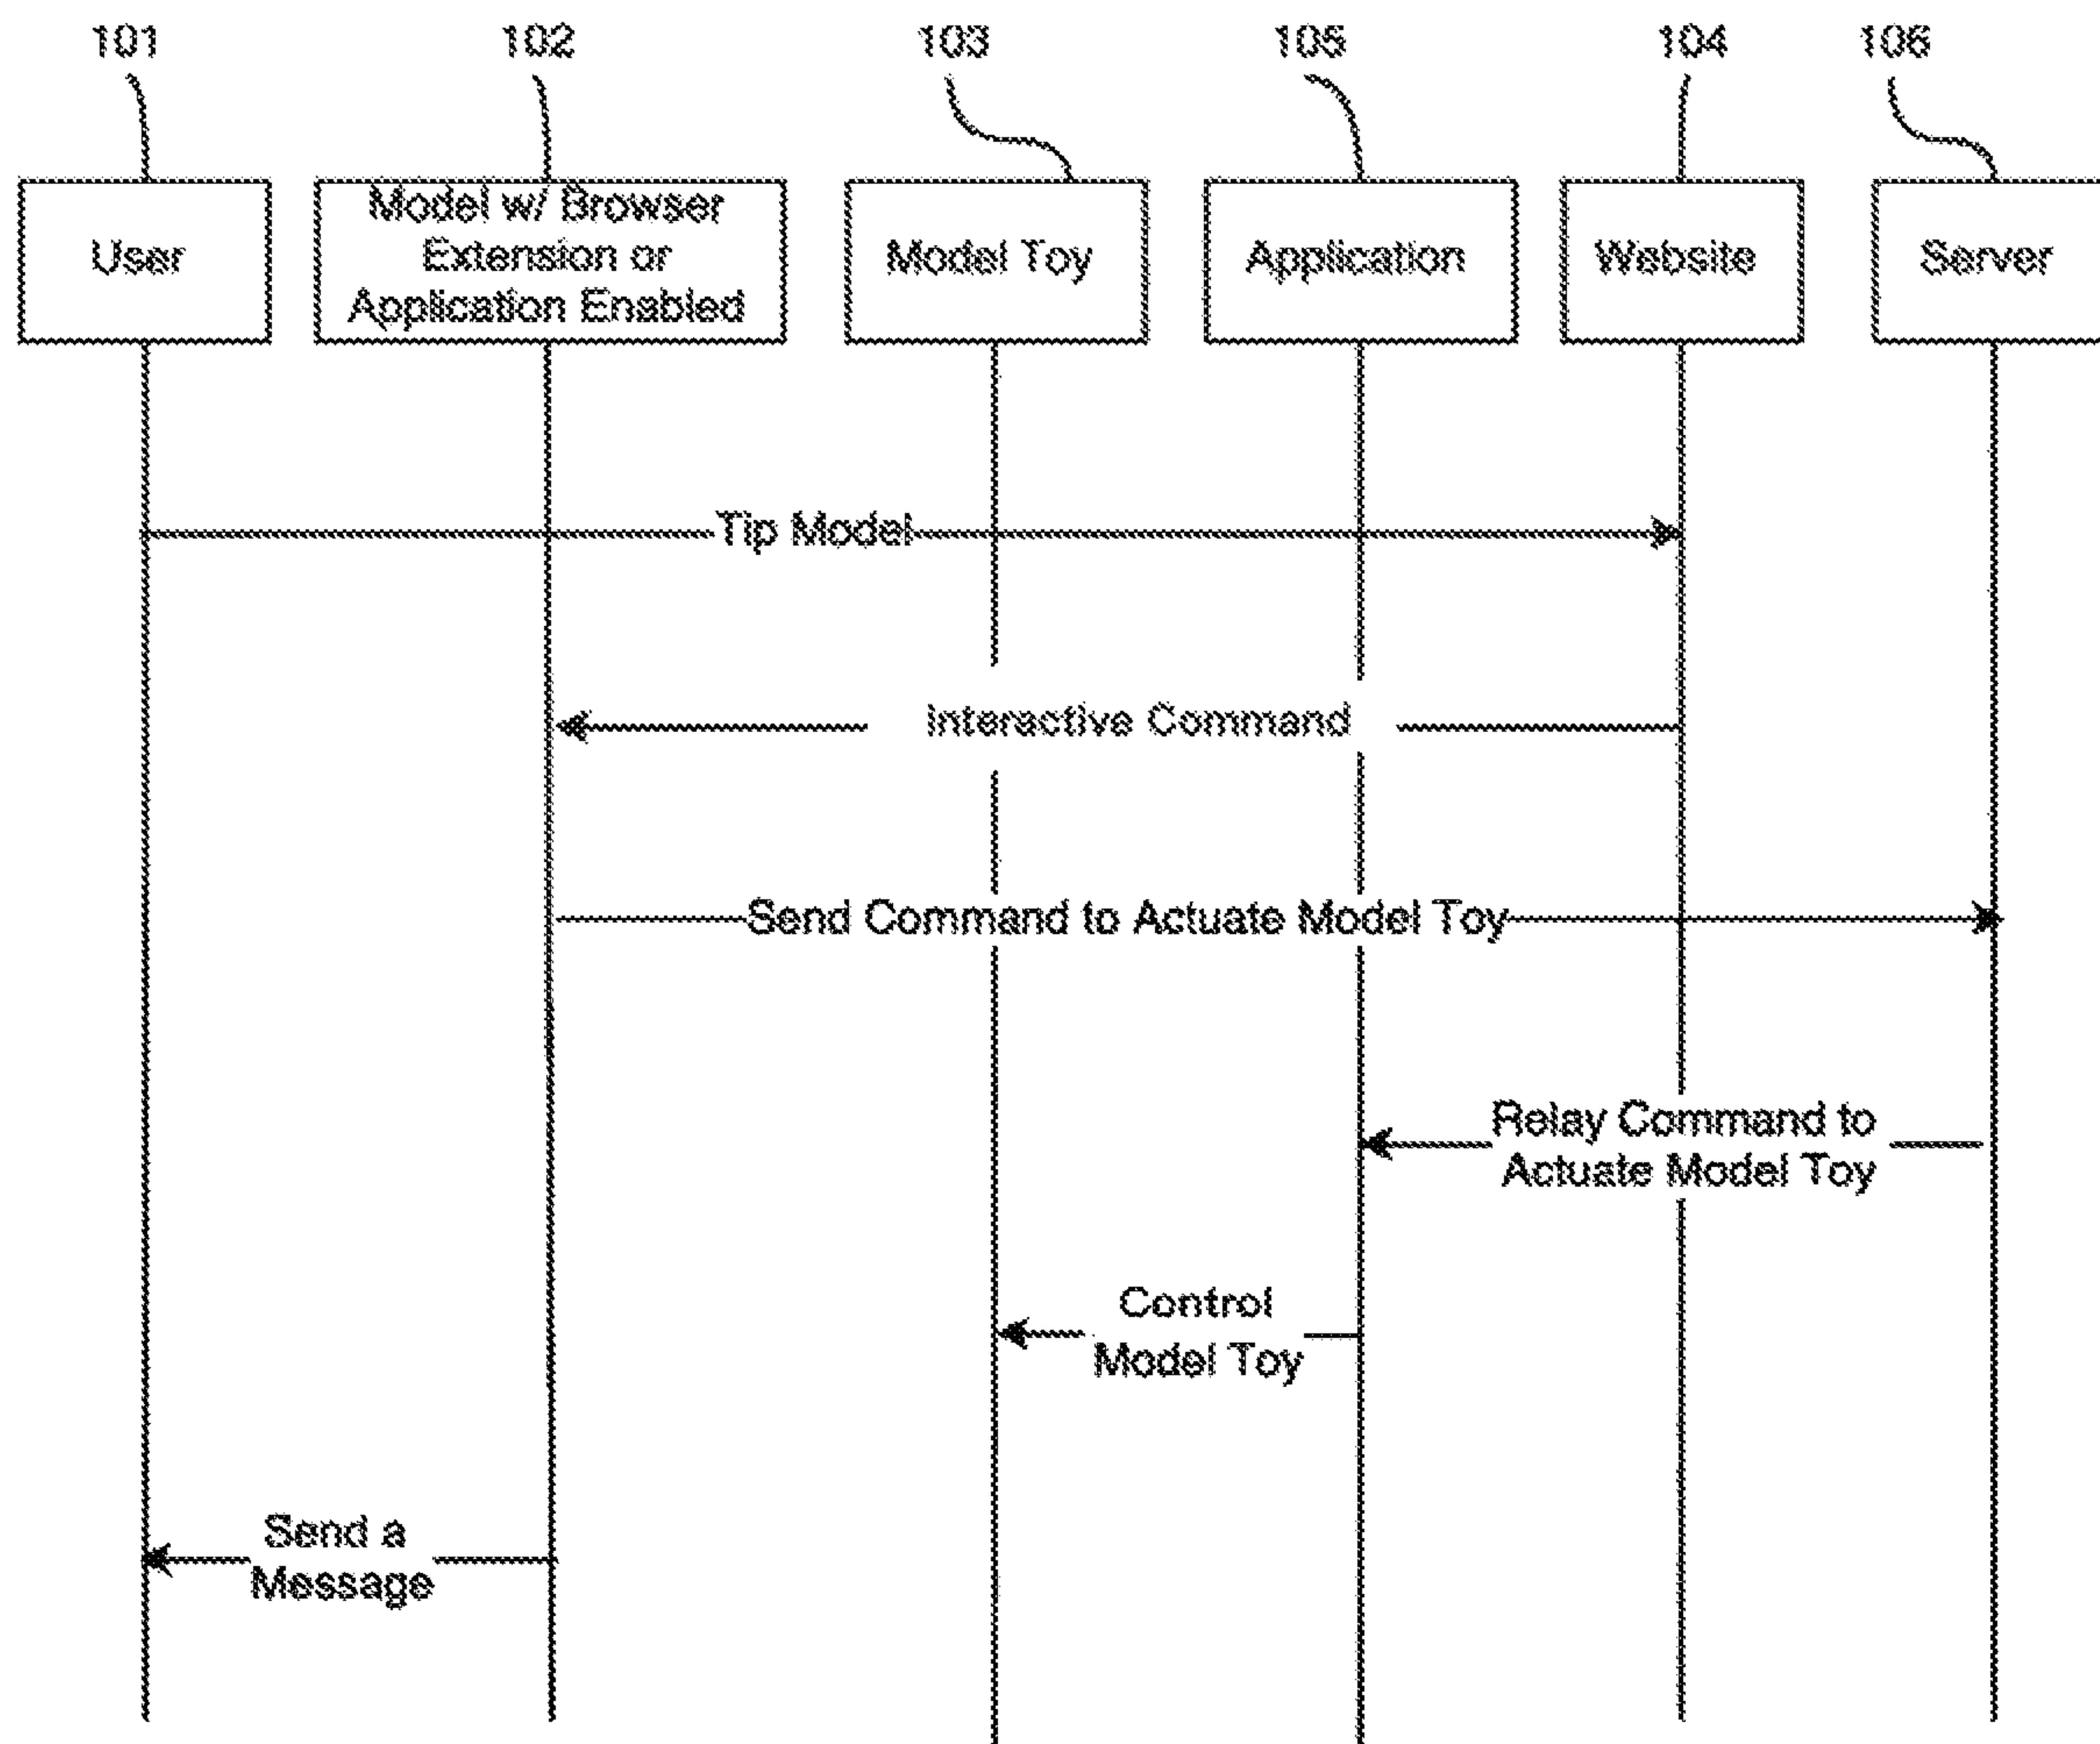 101
102
103
105
104
106
User
Model w/ Browser
Extension or
Application Enabled
Model Toy
Application
Website
Server
Tip Model
Interactive Command
Send Command to Actuate Model Toy
Relay Command to
Actuate Model Toy
Control
Model Toy
Send a
Message